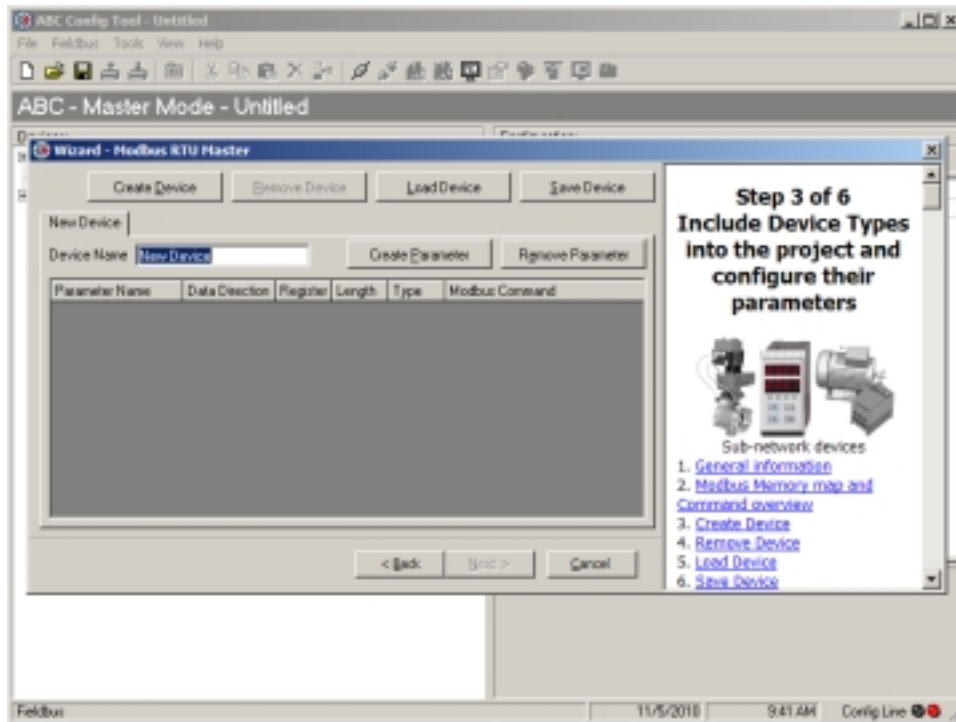 ABC Config Tool - Untitled
File Fieldbus Tools View Help
ABC - Master Mode - Untitled
Wizard - Modbus RTU Master
Create Device Remove Device Load Device Save Device
New Device
Device Name New Device Create Parameter Remove Parameter
Parameter Name Data Direction Register Length Type Modbus Command
< Back Next > Cancel
Step 3 of 6
Include Device Types
into the project and
configure their
parameters
Sub-network devices
1. General information
2. Modbus Memory map and
Command overview
3. Create Device
4. Remove Device
5. Load Device
6. Save Device
Fieldbus 11/5/2010 9:41 AM Config Line